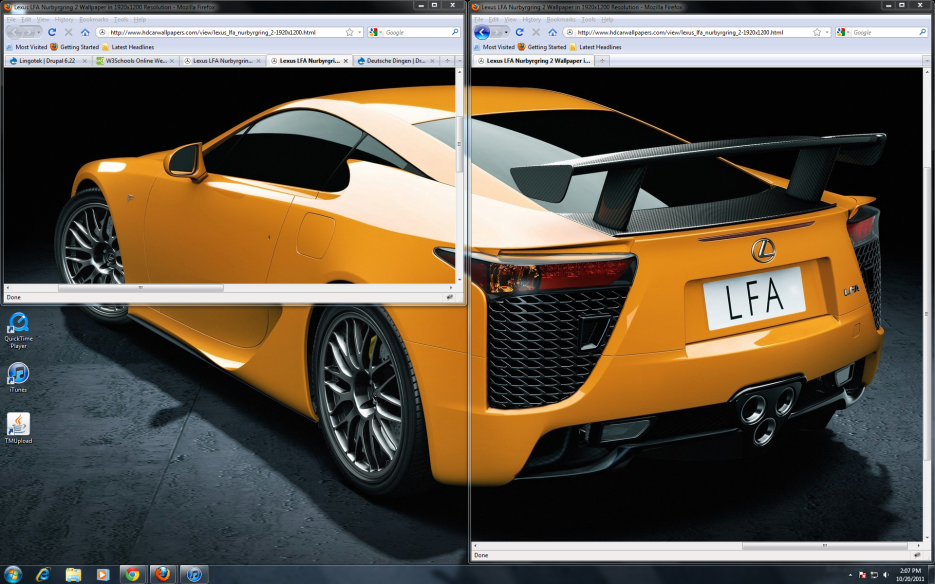 Lexus LFA Nurbyrgring 2 Wallpaper in 1920x1200 Resolution - Mozilla Firefox
File Edit View History Bookmarks Tools Help
http://www.hdcarwallpapers.com/view/lexus_lfa_nurbyrgring_2-1920x1200.html
Google
Most Visited Getting Started Latest Headlines
Lingotek | Drupal 6.22
W3Schools Online We...
Lexus LFA Nurbyrgrin...
Lexus LFA Nurbyrgri...
Deutsche Dingen | Dr...
Done
Lexus LFA Nurbyrgring 2 Wallpaper in 1920x1200 Resolution - Mozilla Firefox
File Edit View History Bookmarks Tools Help
http://www.hdcarwallpapers.com/view/lexus_lfa_nurbyrgring_2-1920x1200.html
Google
Most Visited Getting Started Latest Headlines
Lexus LFA Nurbyrgring 2 Wallpaper i...
LFA
LFA
Done
QuickTime
Player
iTunes
TMUpload
2:07 PM
10/20/2011